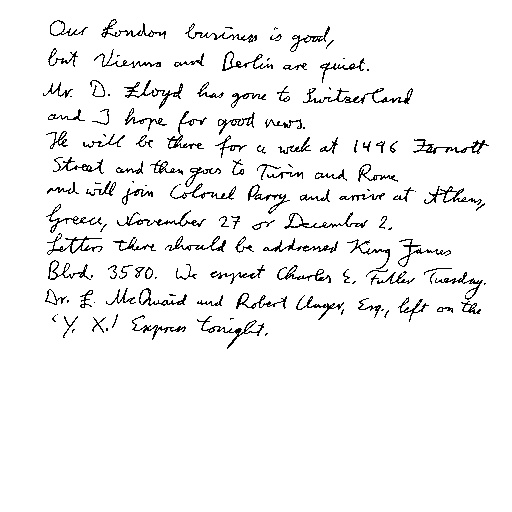 Our London business is good,
but Vienna and Berlin are quiet.
Mr. D. Lloyd has gone to Switzerland
and I hope for good news.
He will be there for a week at 1496 Zermott
Street and then goes to Turin and Rome
and will join Colonel Parry and arrive at Athens,
Greece, November 27 or December 2.
Letters there should be addressed King James
Blvd. 3580. We expect Charles E. Fuller Tuesday.
Dr. L. McQuaid and Robert Unger, Esq., left on the
'Y. X.' Express tonight.